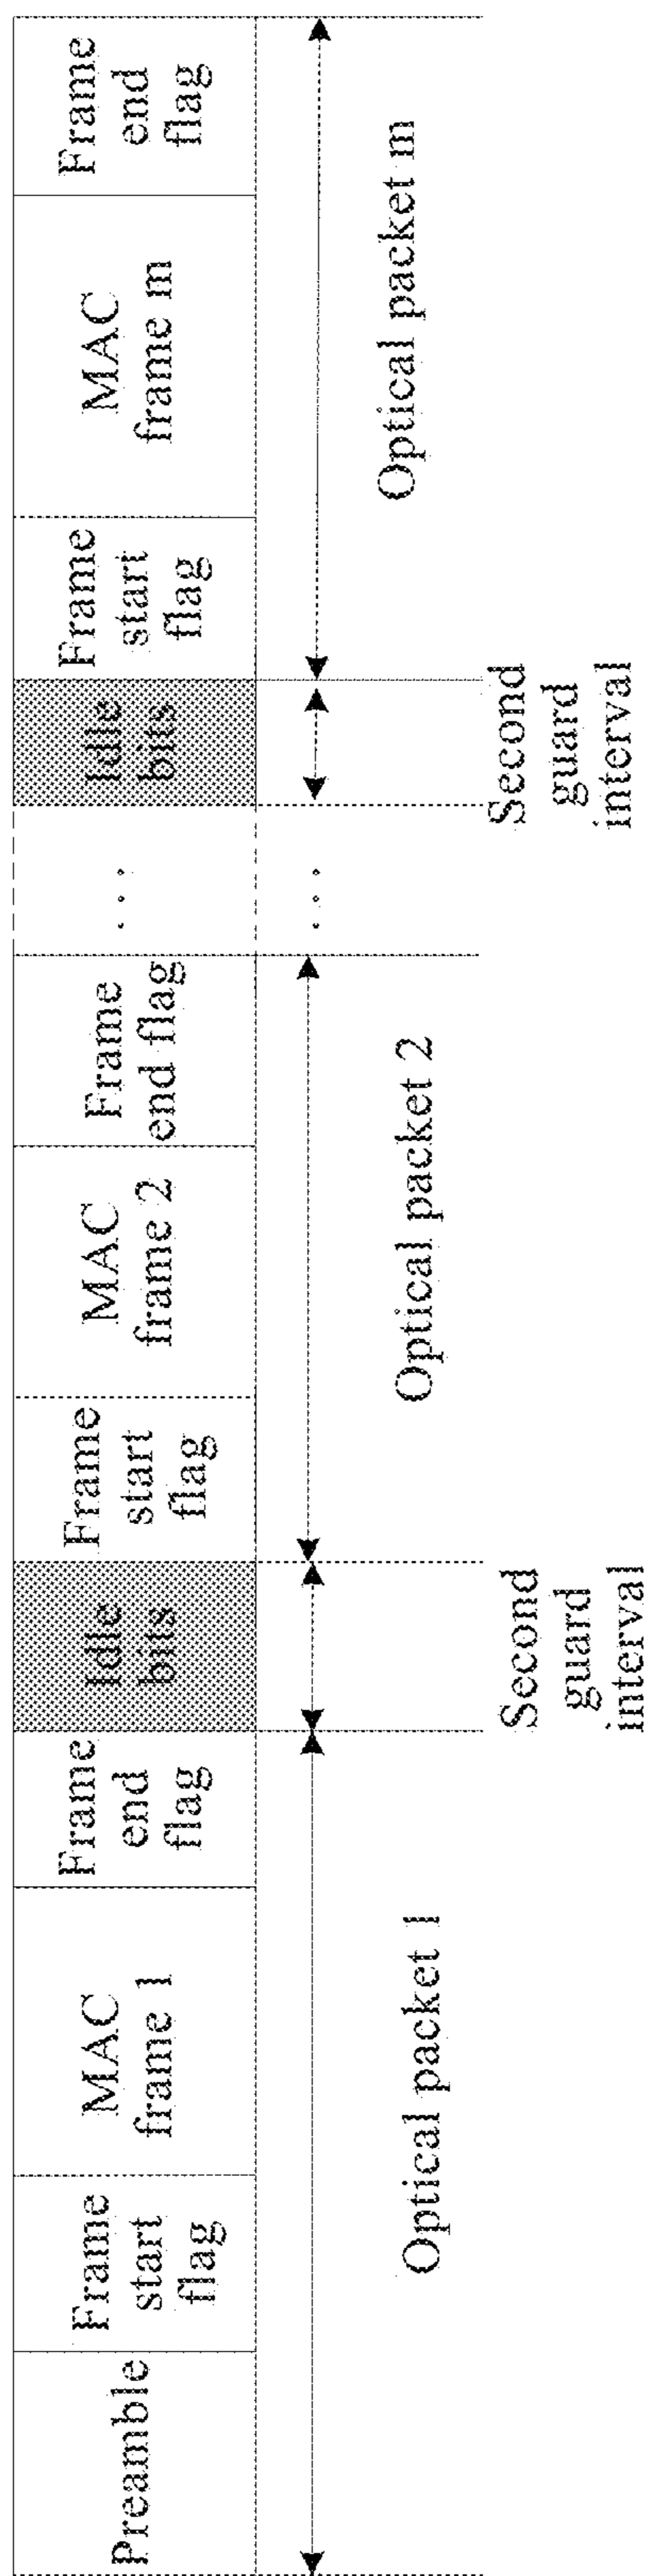 Preamble
Frame
start
flag
MAC
frame 1
Frame
end
flag
Idle
bits
Frame
start
flag
MAC
frame 2
Frame
end flag
...
Idle
bits
Frame
start
flag
MAC
frame m
Frame
end
flag
Optical packet 1
Optical packet 2
...
Optical packet m
Second
guard
interval
Second
guard
interval